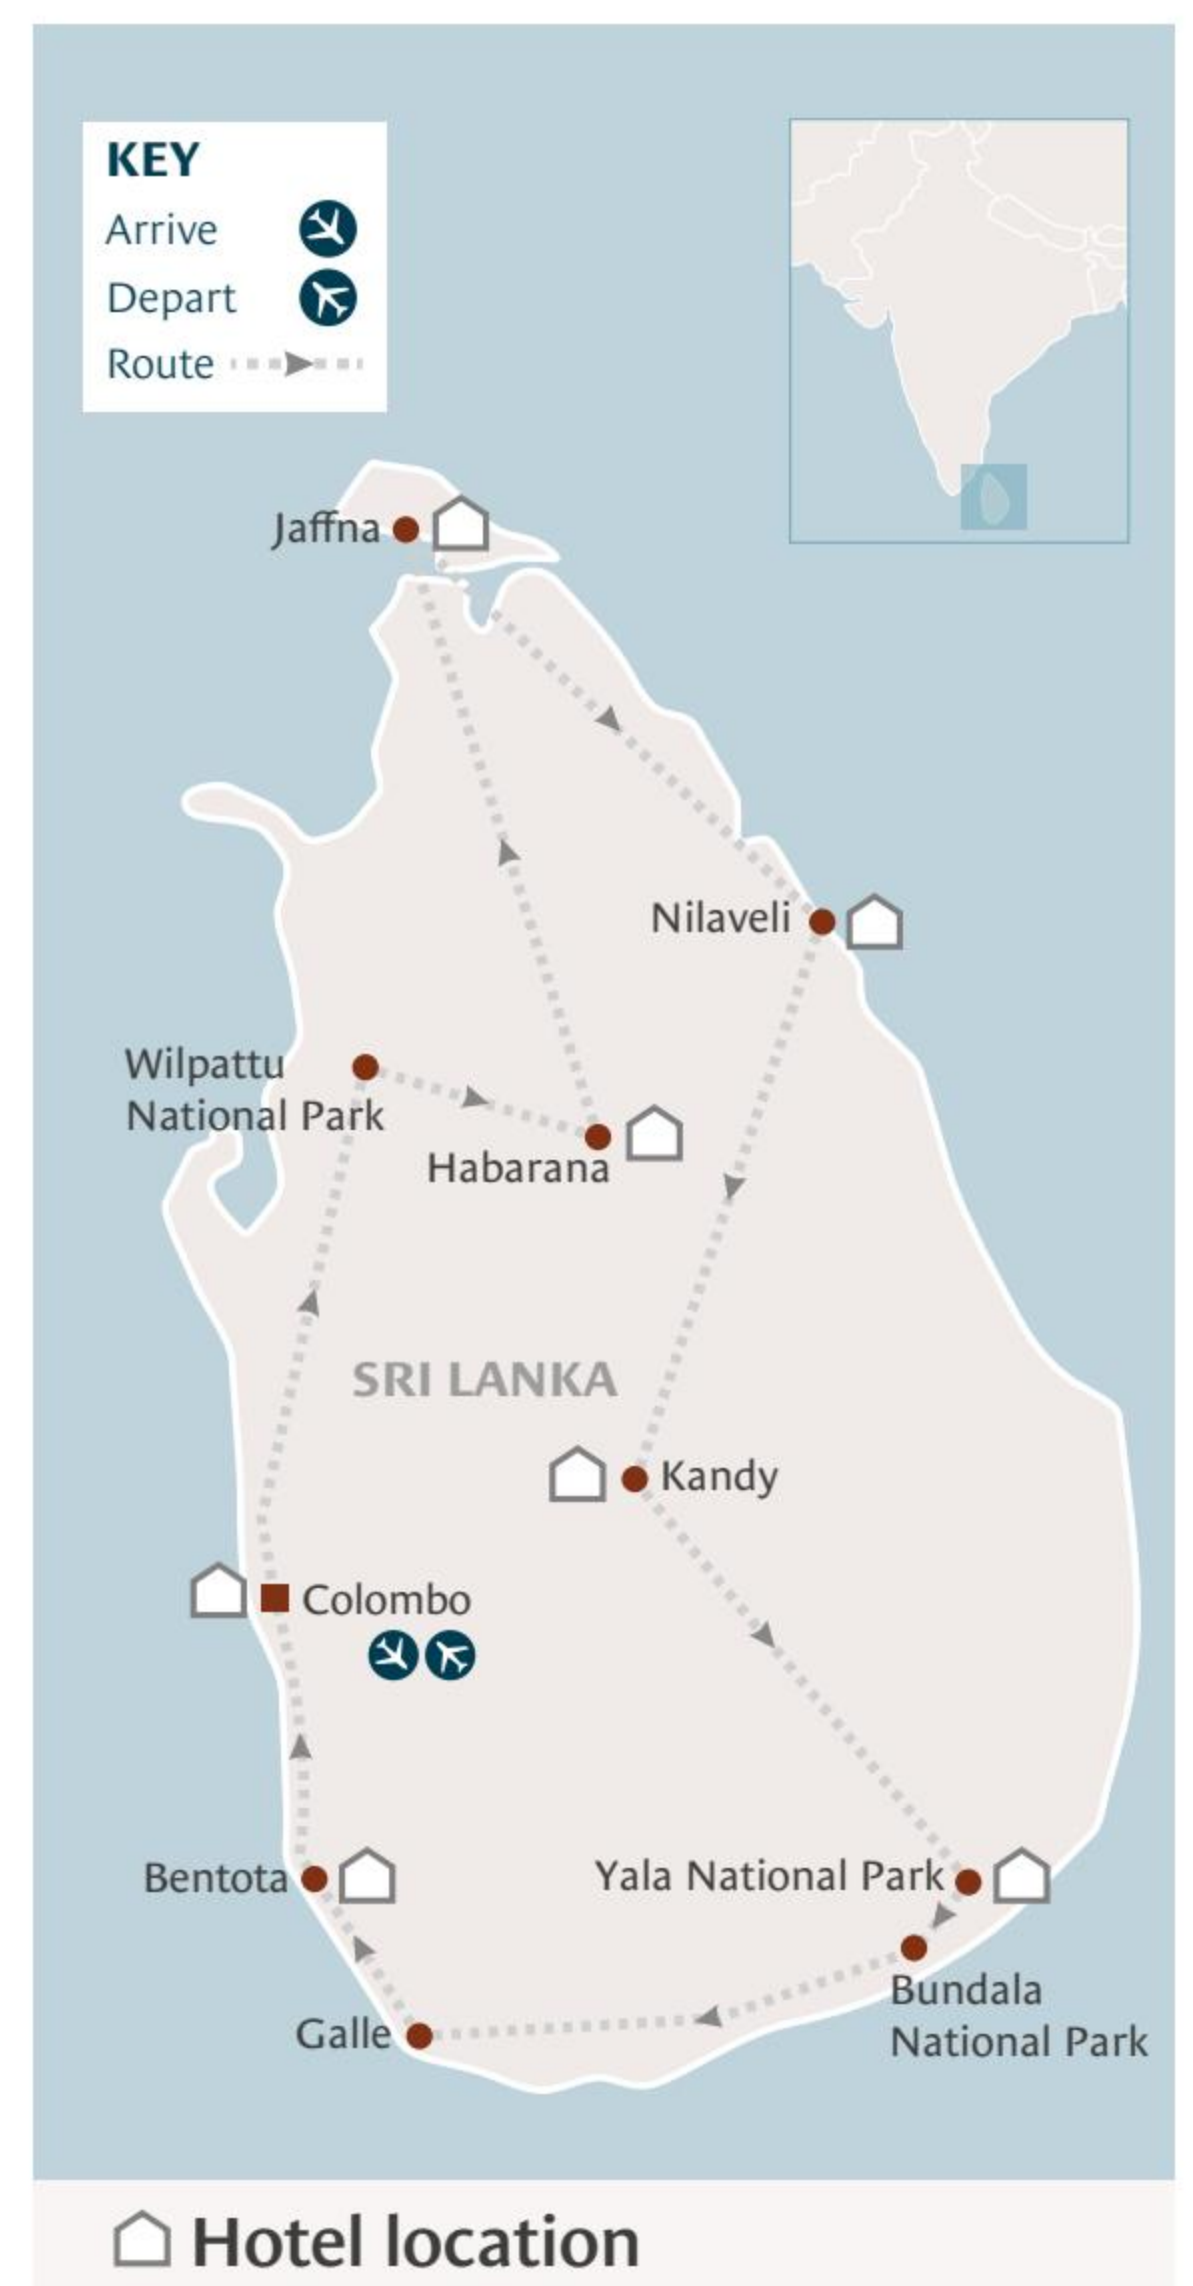 KEY
Arrive
Depart
Route
Jaffna
Nilaveli
Wilpattu
National Park
Habarana
SRI LANKA
Kandy
Colombo
Bentota
Yala National Park
Bundala
National Park
Galle
Hotel location